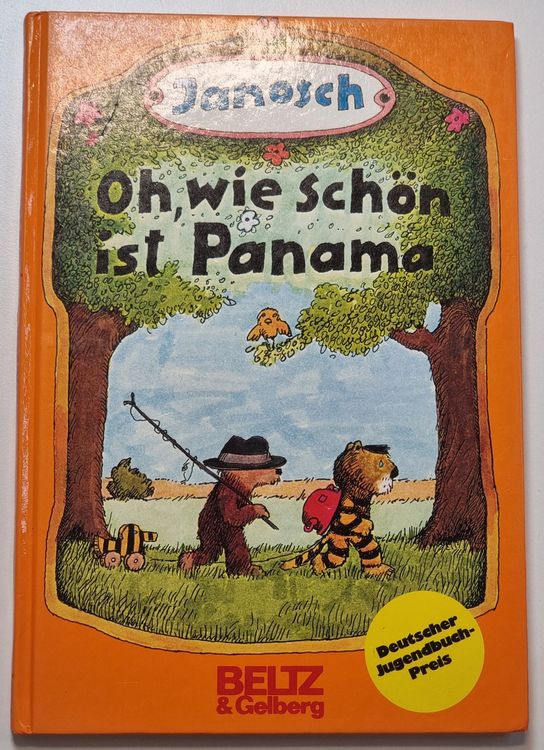 Janosch
Oh, wie schön
ist Panama
Deutscher
Jugendbuch-
Preis
BELTZ
& Gelberg